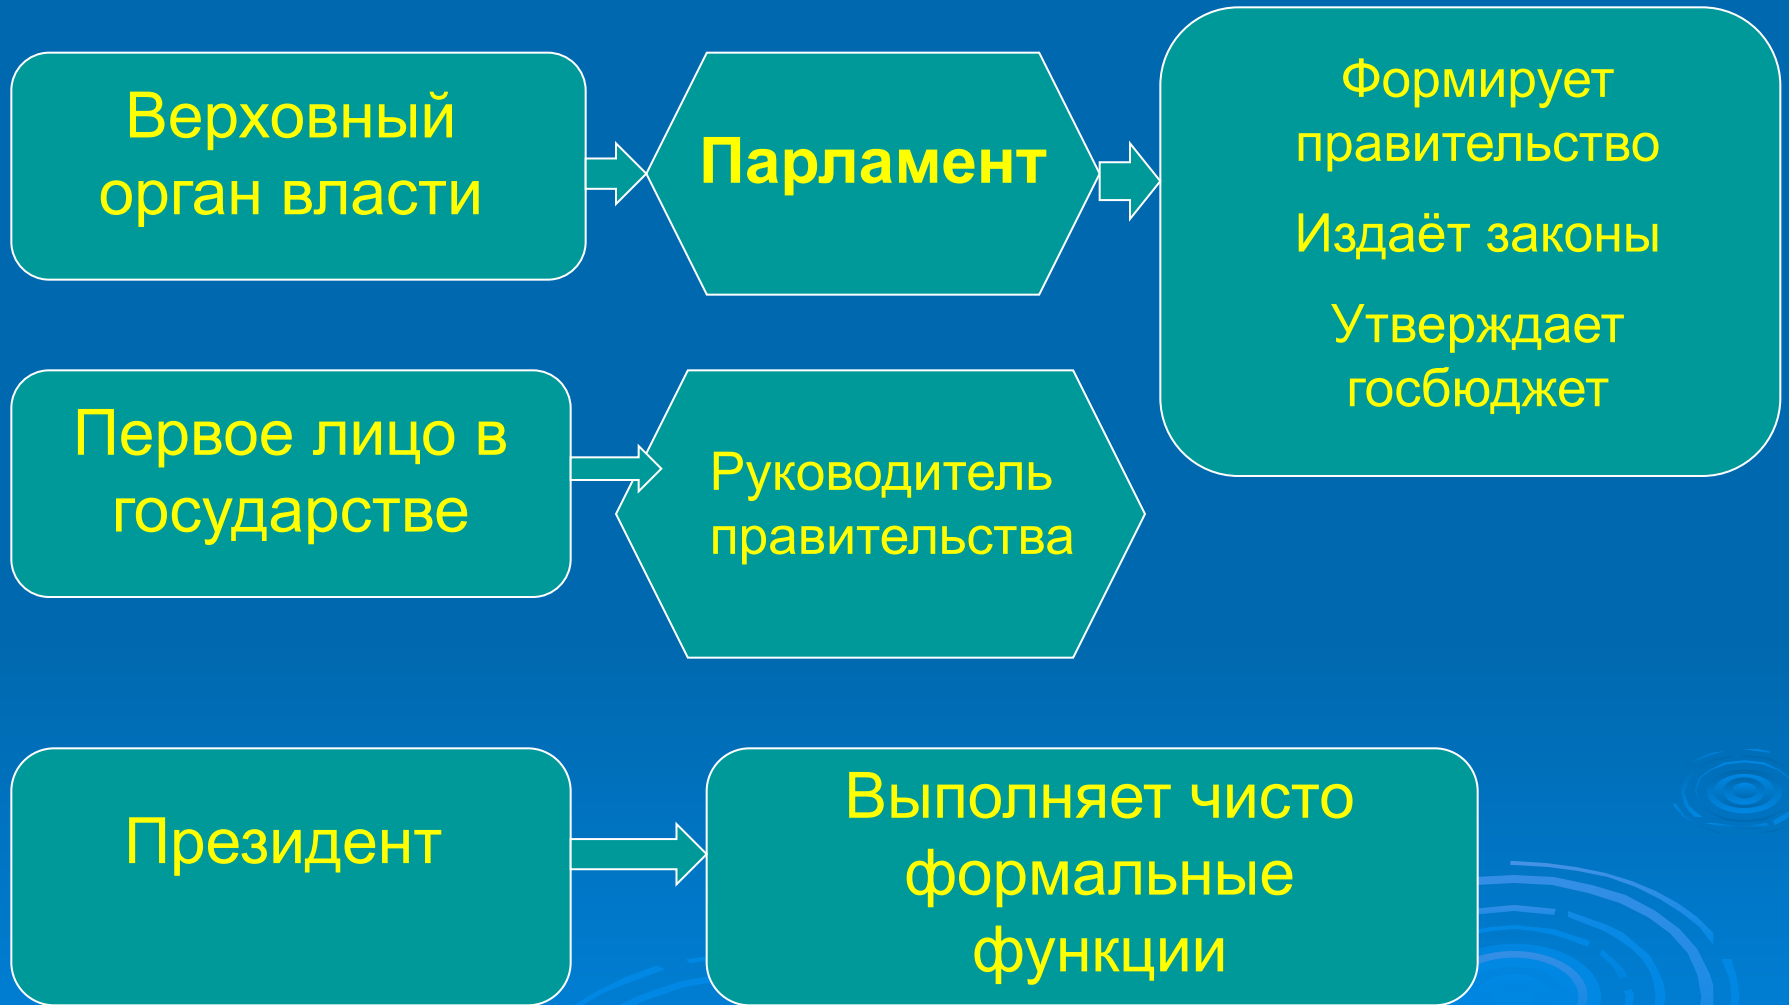 Верховный
орган власти
Парламент
Формирует
правительство
Издаёт законы
Утверждает
госбюджет
Первое лицо в
государстве
Руководитель
правительства
Президент
Выполняет чисто
формальные
функции